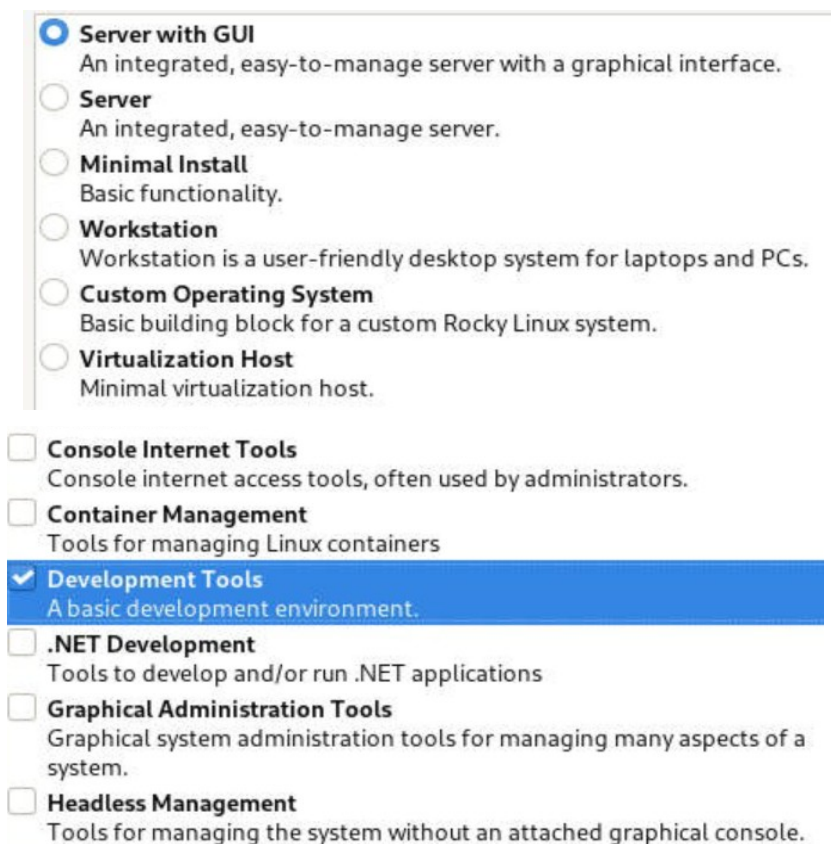 Server with GUI
An integrated, easy-to-manage server with a graphical interface.
Server
An integrated, easy-to-manage server.
Minimal Install
Basic functionality.
Workstation
Workstation is a user-friendly desktop system for laptops and PCs.
Custom Operating System
Basic building block for a custom Rocky Linux system.
Virtualization Host
Minimal virtualization host.
Console Internet Tools
Console internet access tools, often used by administrators.
Container Management
Tools for managing Linux containers
Development Tools
A basic development environment.
.NET Development
Tools to develop and/or run .NET applications
Graphical Administration Tools
Graphical system administration tools for managing many aspects of a
system.
Headless Management
Tools for managing the system without an attached graphical console.